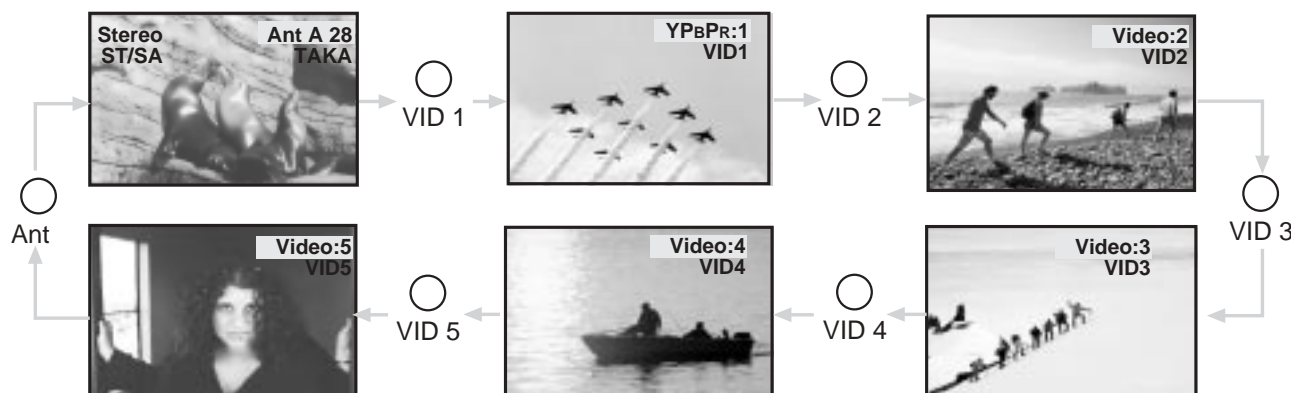 Stereo Ant A 28
ST/SA TAKA
VID 1
YPBPR:1
VID1
VID 2
Video:2
VID2
VID 3
Video:3
VID3
VID 4
Video:4
VID4
VID 5
Video:5
VID5
Ant